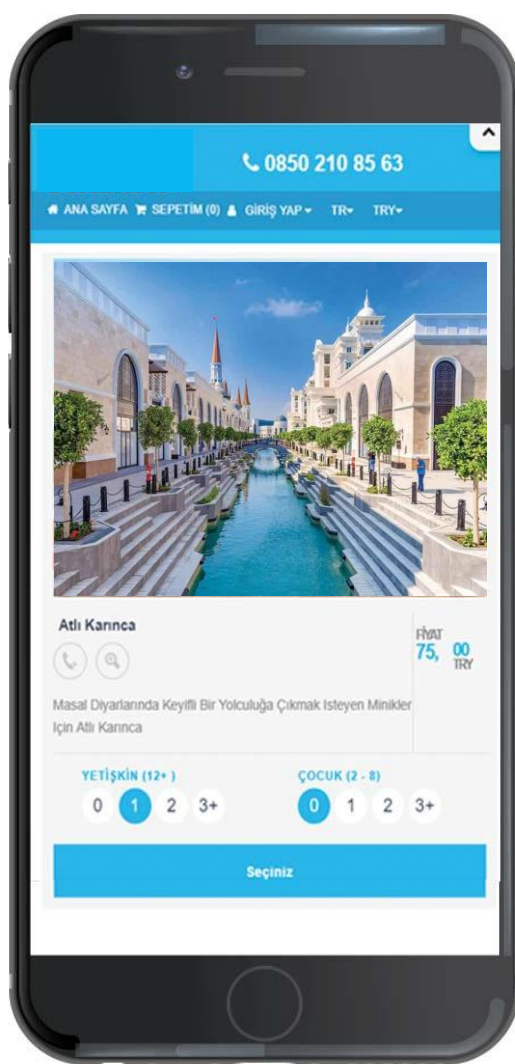 0850 210 85 63
ANA SAYFA SEPETİM (0) GİRİŞ YAP TR TRY
Atlı Karınca
FİYAT
75, 00
TRY
Masal Diyarlarında Keyifli Bir Yolculuğa Çıkmak Isteyen Minikler
Için Atlı Karınca
YETİŞKİN (12+ ) ÇOCUK (2 - 8)
0 1 2 3+ 0 1 2 3+
Seçiniz